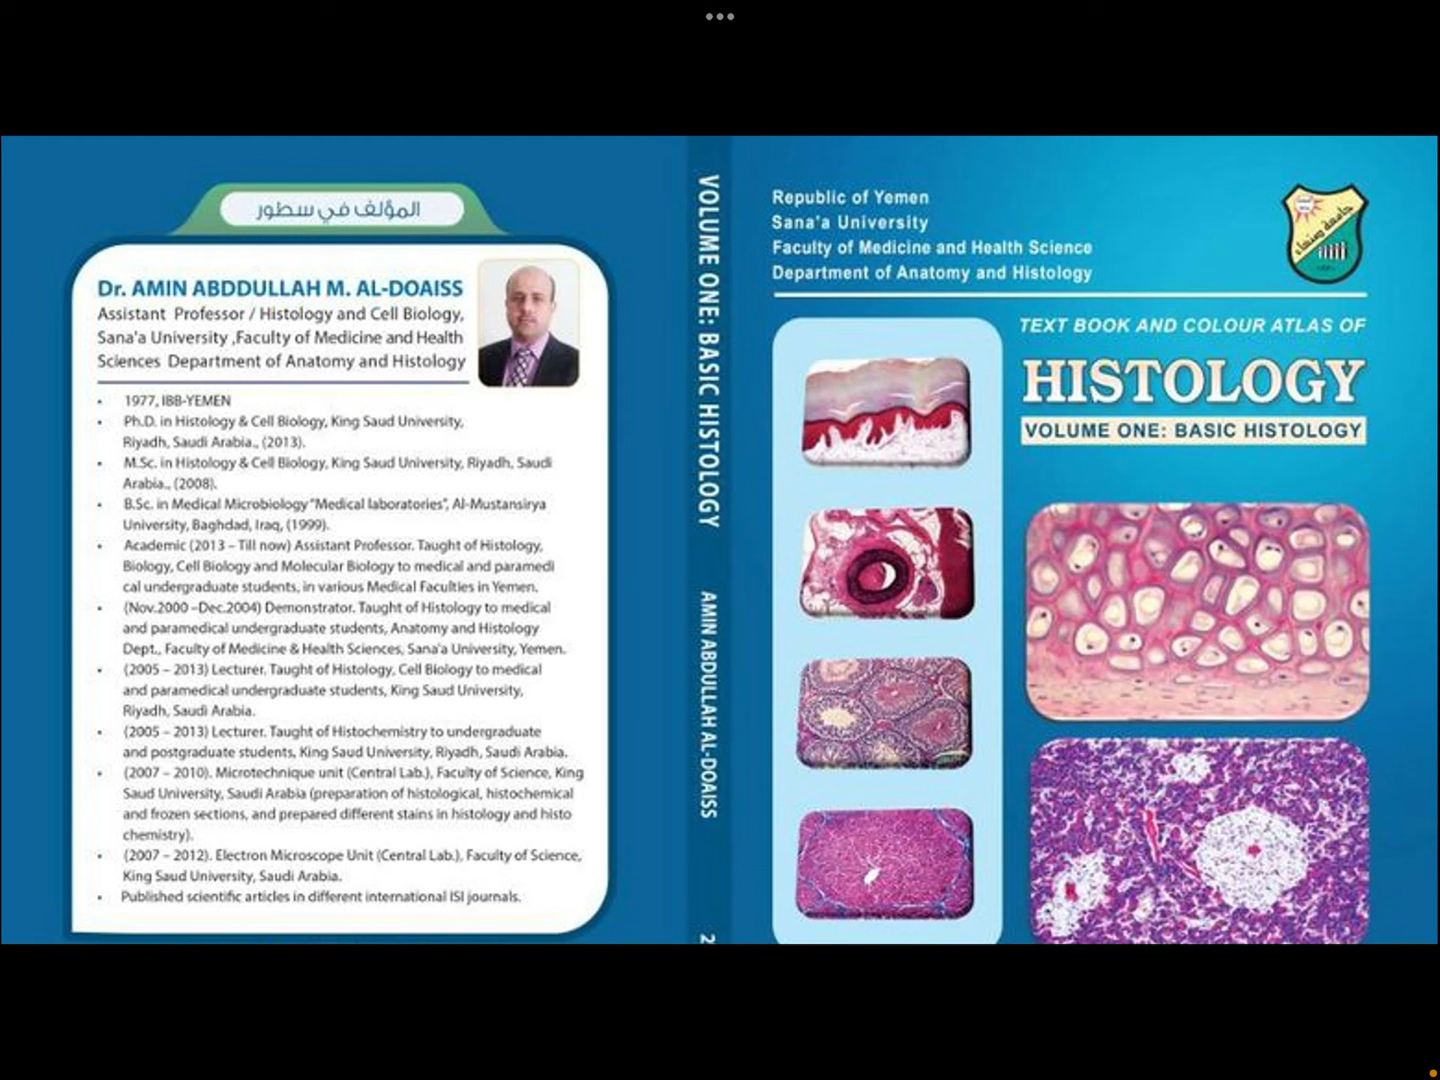 المؤلف في سطور
Dr. AMIN ABDDULLAH M. AL-DOAISS
Assistant Professor / Histology and Cell Biology,
Sana'a University ,Faculty of Medicine and Health
Sciences Department of Anatomy and Histology
• 1977, IBB-YEMEN
• Ph.D. in Histology & Cell Biology, King Saud University,
Riyadh, Saudi Arabia., (2013).
• M.Sc. in Histology & Cell Biology, King Saud University, Riyadh, Saudi
Arabia., (2008).
• B.Sc. in Medical Microbiology "Medical laboratories", Al-Mustansirya
University, Baghdad, Iraq, (1999).
• Academic (2013 – Till now) Assistant Professor. Taught of Histology,
Biology, Cell Biology and Molecular Biology to medical and paramedi
cal undergraduate students, in various Medical Faculties in Yemen.
• (Nov.2000 –Dec.2004) Demonstrator. Taught of Histology to medical
and paramedical undergraduate students, Anatomy and Histology
Dept., Faculty of Medicine & Health Sciences, Sana'a University, Yemen.
• (2005 – 2013) Lecturer. Taught of Histology, Cell Biology to medical
and paramedical undergraduate students, King Saud University,
Riyadh, Saudi Arabia.
• (2005 – 2013) Lecturer. Taught of Histochemistry to undergraduate
and postgraduate students, King Saud University, Riyadh, Saudi Arabia.
• (2007 – 2010). Microtechnique unit (Central Lab.), Faculty of Science, King
Saud University, Saudi Arabia (preparation of histological, histochemical
and frozen sections, and prepared different stains in histology and histo
chemistry).
• (2007 – 2012). Electron Microscope Unit (Central Lab.), Faculty of Science,
King Saud University, Saudi Arabia.
• Published scientific articles in different international ISI journals.
VOLUME ONE: BASIC HISTOLOGY AMIN ABDULLAH AL-DOAISS 2
Republic of Yemen
Sana'a University
Faculty of Medicine and Health Science
Department of Anatomy and Histology
جامعة صنعاء
TEXT BOOK AND COLOUR ATLAS OF
HISTOLOGY
VOLUME ONE: BASIC HISTOLOGY